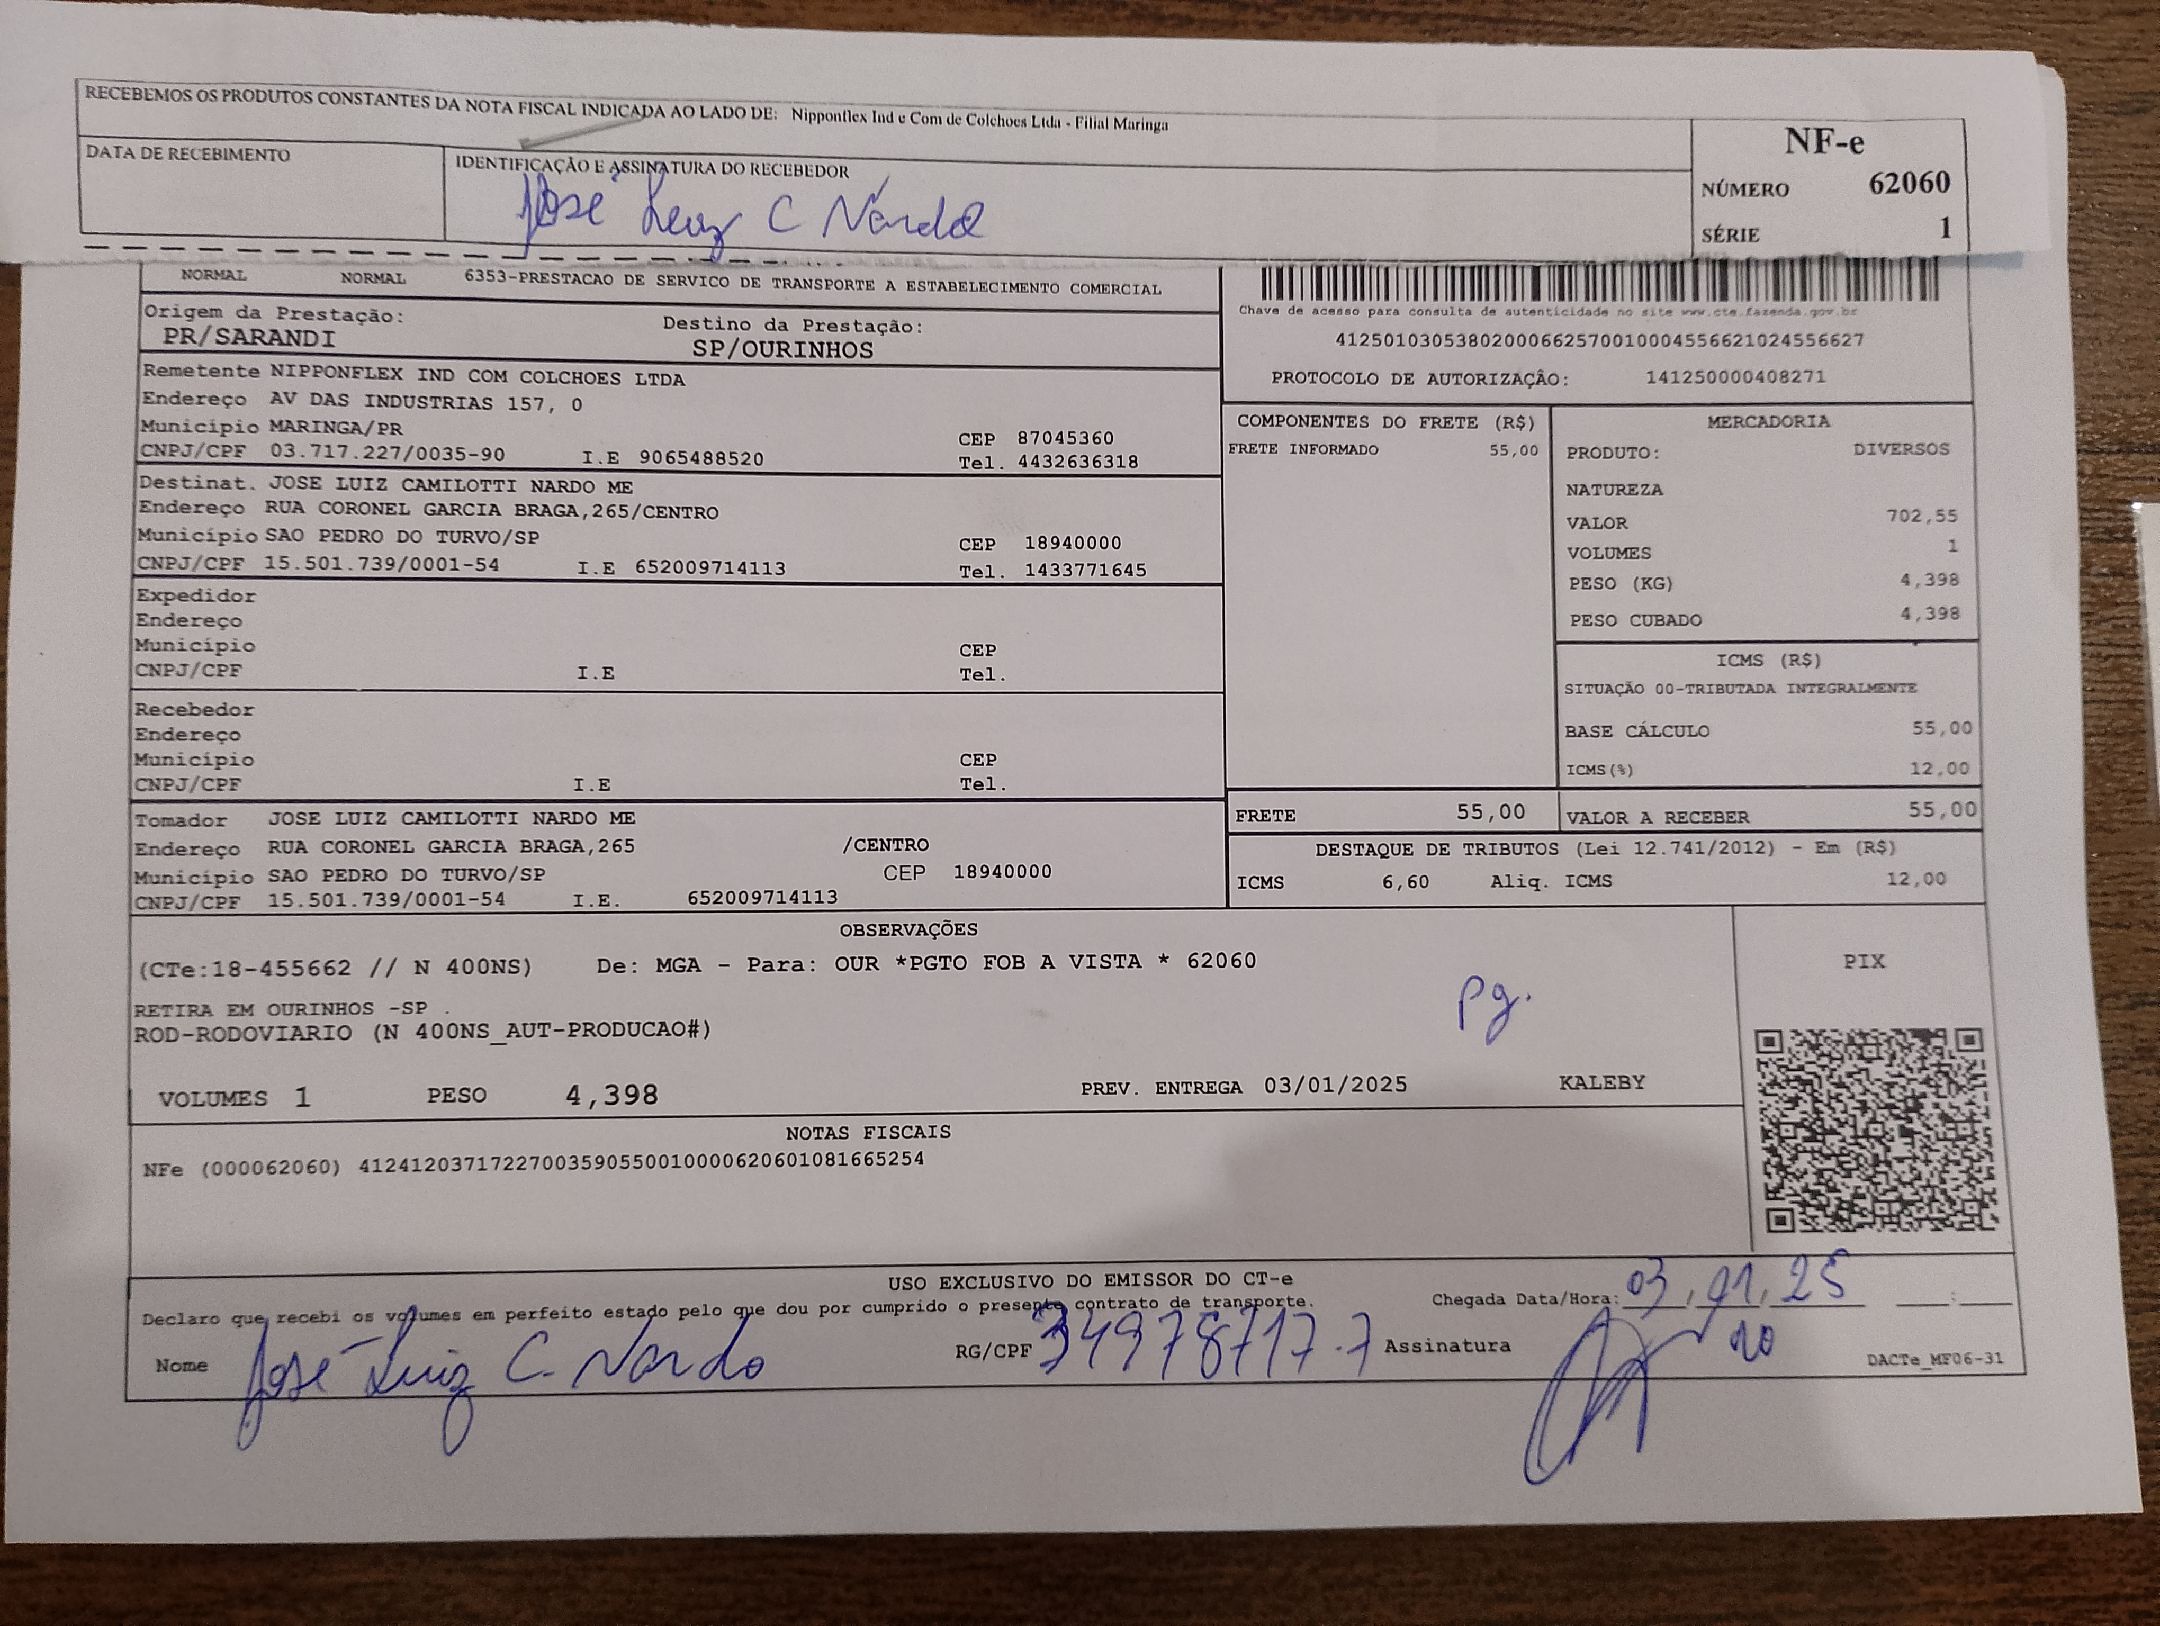 RECEBEMOS OS PRODUTOS CONSTANTES DA NOTA FISCAL INDICADA AO LADO DE: Nipponflex Ind e Com de Colchoes Ltda - Filial Maringa
DATA DE RECEBIMENTO
IDENTIFICAÇÃO E ASSINATURA DO RECEBEDOR
José Luiz C Nardo
NF-e
NÚMERO 62060
SÉRIE 1
NORMAL NORMAL 6353-PRESTACAO DE SERVICO DE TRANSPORTE A ESTABELECIMENTO COMERCIAL
Origem da Prestação: Destino da Prestação:
PR/SARANDI SP/OURINHOS
Chave de acesso para consulta de autenticidade no site www.cte.fazenda.gov.br
41250103053802000662570010004556621024556627
PROTOCOLO DE AUTORIZAÇÂO: 141250000408271
Remetente NIPPONFLEX IND COM COLCHOES LTDA
Endereço AV DAS INDUSTRIAS 157, 0
Município MARINGA/PR CEP 87045360
CNPJ/CPF 03.717.227/0035-90 I.E 9065488520 Tel. 4432636318
Destinat. JOSE LUIZ CAMILOTTI NARDO ME
Endereço RUA CORONEL GARCIA BRAGA,265/CENTRO
Município SAO PEDRO DO TURVO/SP CEP 18940000
CNPJ/CPF 15.501.739/0001-54 I.E 652009714113 Tel. 1433771645
Expedidor
Endereço
Município CEP
CNPJ/CPF I.E Tel.
Recebedor
Endereço
Município CEP
CNPJ/CPF I.E Tel.
Tomador JOSE LUIZ CAMILOTTI NARDO ME
Endereço RUA CORONEL GARCIA BRAGA,265 /CENTRO
Município SAO PEDRO DO TURVO/SP CEP 18940000
CNPJ/CPF 15.501.739/0001-54 I.E. 652009714113
COMPONENTES DO FRETE (R$)
FRETE INFORMADO 55,00
MERCADORIA
PRODUTO: DIVERSOS
NATUREZA
VALOR 702,55
VOLUMES 1
PESO (KG) 4,398
PESO CUBADO 4,398
ICMS (R$)
SITUAÇÃO 00-TRIBUTADA INTEGRALMENTE
BASE CÁLCULO 55,00
ICMS(%) 12,00
FRETE 55,00 VALOR A RECEBER 55,00
DESTAQUE DE TRIBUTOS (Lei 12.741/2012) - Em (R$)
ICMS 6,60 Aliq. ICMS 12,00
OBSERVAÇÕES
(CTe:18-455662 // N 400NS) De: MGA - Para: OUR *PGTO FOB A VISTA * 62060
RETIRA EM OURINHOS -SP .
ROD-RODOVIARIO (N 400NS_AUT-PRODUCAO#)
pg.
VOLUMES 1 PESO 4,398 PREV. ENTREGA 03/01/2025 KALEBY
PIX
NOTAS FISCAIS
NFe (000062060) 41241203717227003590550010000620601081665254
USO EXCLUSIVO DO EMISSOR DO CT-e
Declaro que recebi os volumes em perfeito estado pelo que dou por cumprido o presente contrato de transporte. Chegada Data/Hora: 03,01,25 :
Nome José Luiz C. Nardo RG/CPF 34978717-7 Assinatura
DACTe_MF06-31